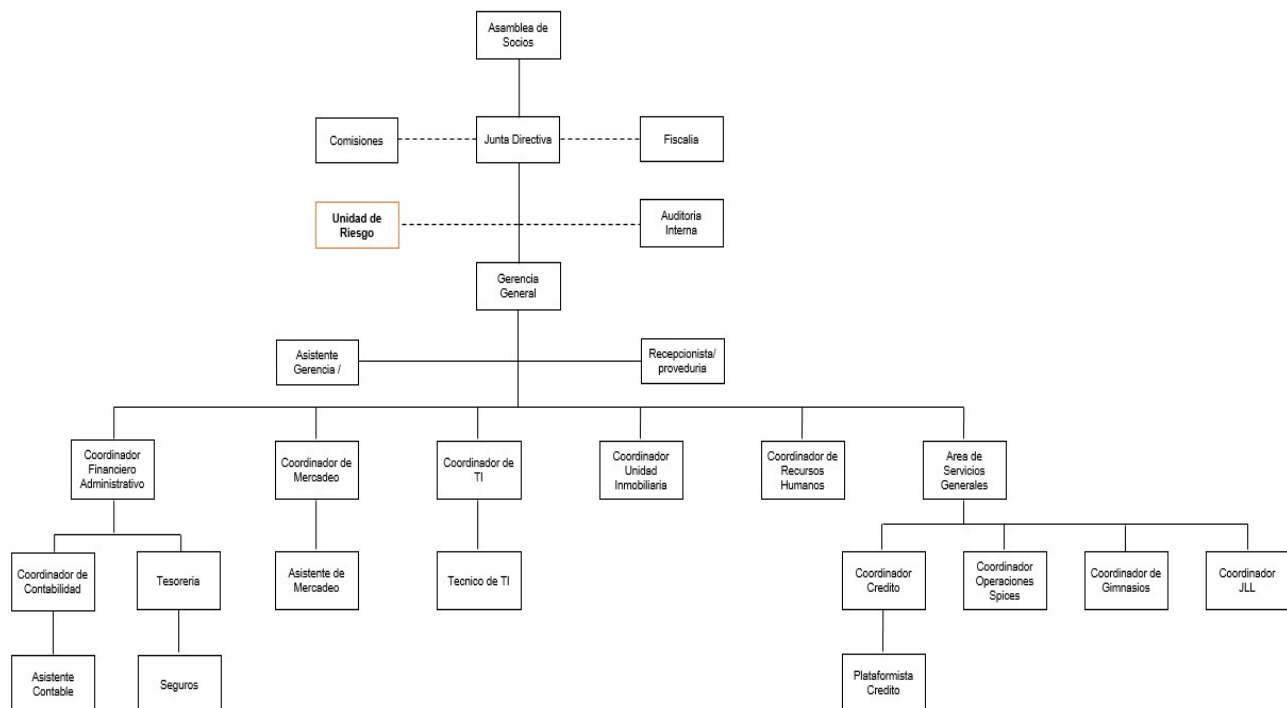 Asamblea de
Socios
Comisiones
Junta Directiva
Fiscalia
Unidad de
Riesgo
Auditoria
Interna
Gerencia
General
Asistente
Gerencia /
Recepcionista/
proveduria
Coordinador
Financiero
Administrativo
Coordinador de
Mercadeo
Coordinador de
TI
Coordinador
Unidad
Inmobiliaria
Coordinador de
Recursos
Humanos
Area de
Servicios
Generales
Coordinador de
Contabilidad
Tesoreria
Asistente de
Mercadeo
Tecnico de TI
Coordinador
Credito
Coordinador
Operaciones
Spices
Coordinador de
Gimnasios
Coordinador
JLL
Asistente
Contable
Seguros
Plataformista
Credito